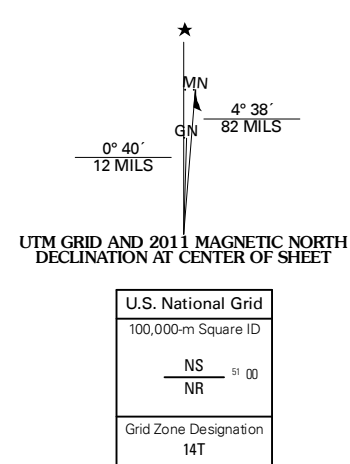 MN
4° 38´
82 MILS
GN
0° 40´
12 MILS
UTM GRID AND 2011 MAGNETIC NORTH
DECLINATION AT CENTER OF SHEET
U.S. National Grid
100,000-m Square ID
NS
51 00
NR
Grid Zone Designation
14T